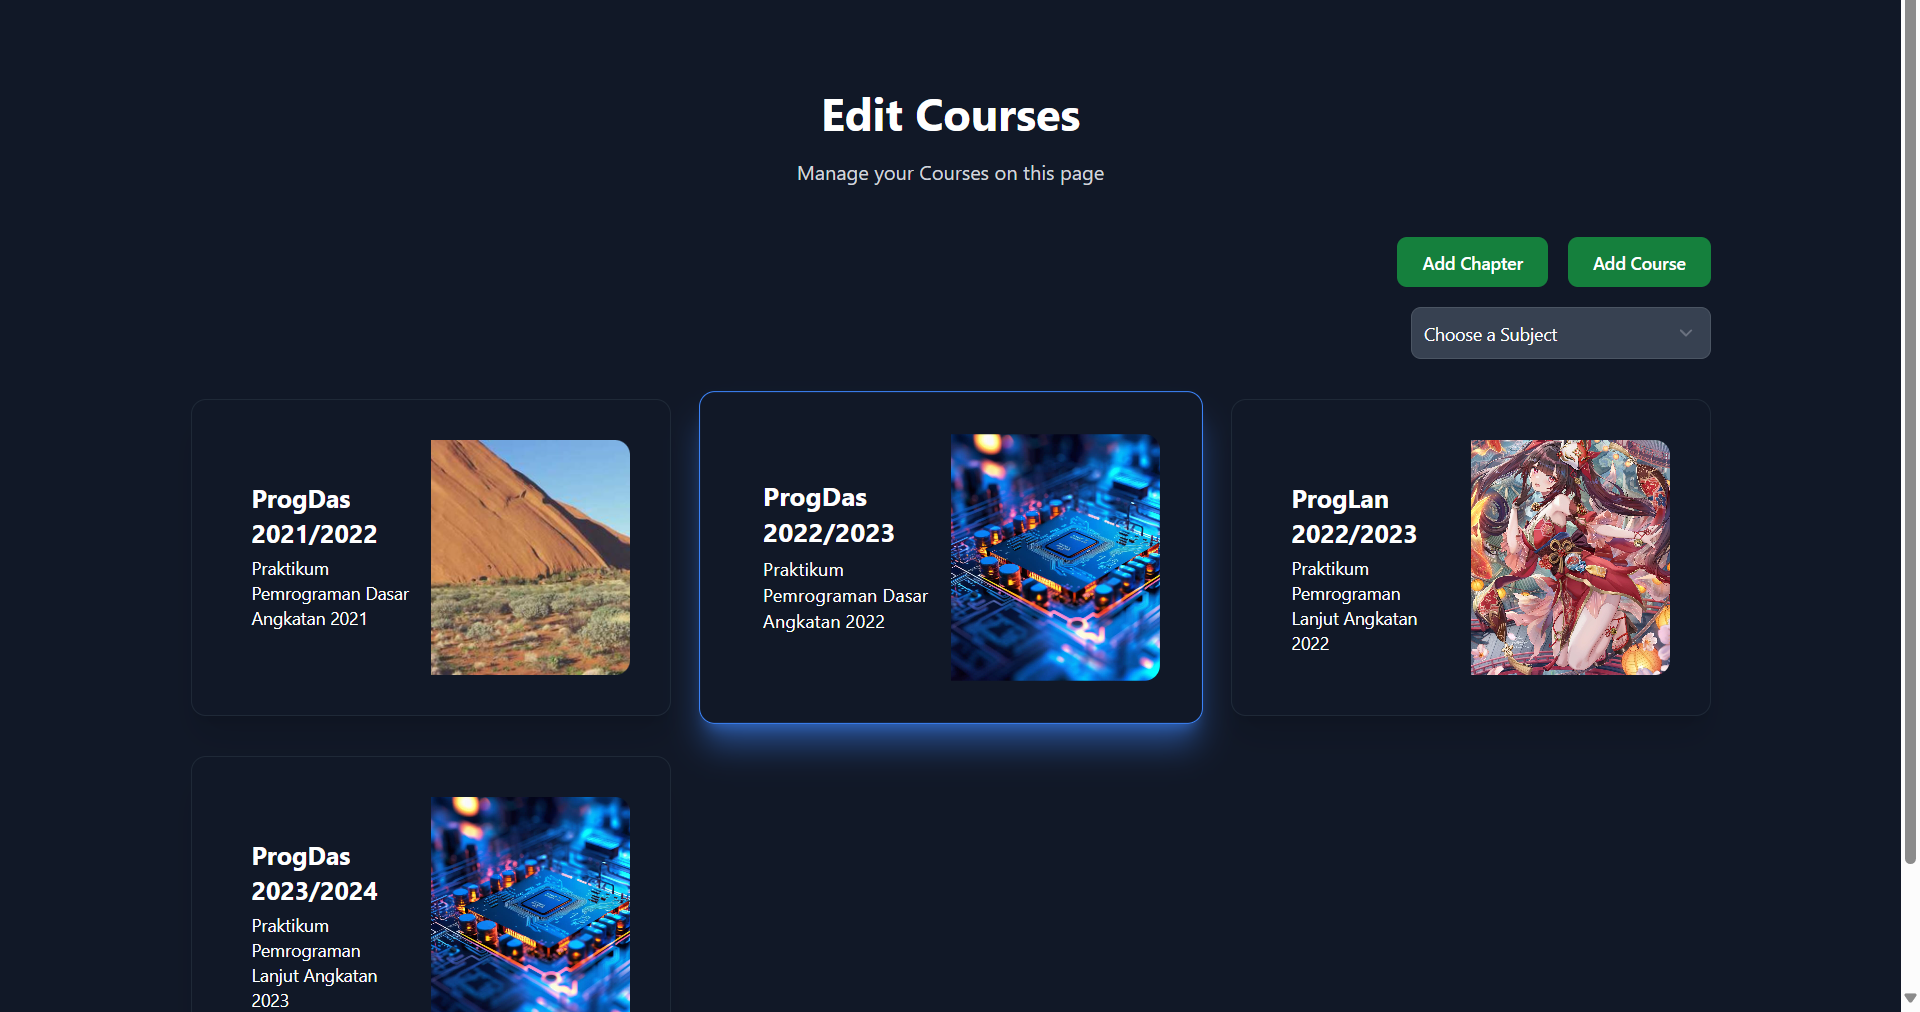 Edit Courses
Manage your Courses on this page
Add Chapter
Add Course
Choose a Subject
ProgDas
2021/2022
Praktikum
Pemrograman Dasar
Angkatan 2021
ProgDas
2022/2023
Praktikum
Pemrograman Dasar
Angkatan 2022
ProgLan
2022/2023
Praktikum
Pemrograman
Lanjut Angkatan
2022
ProgDas
2023/2024
Praktikum
Pemrograman
Lanjut Angkatan
2023